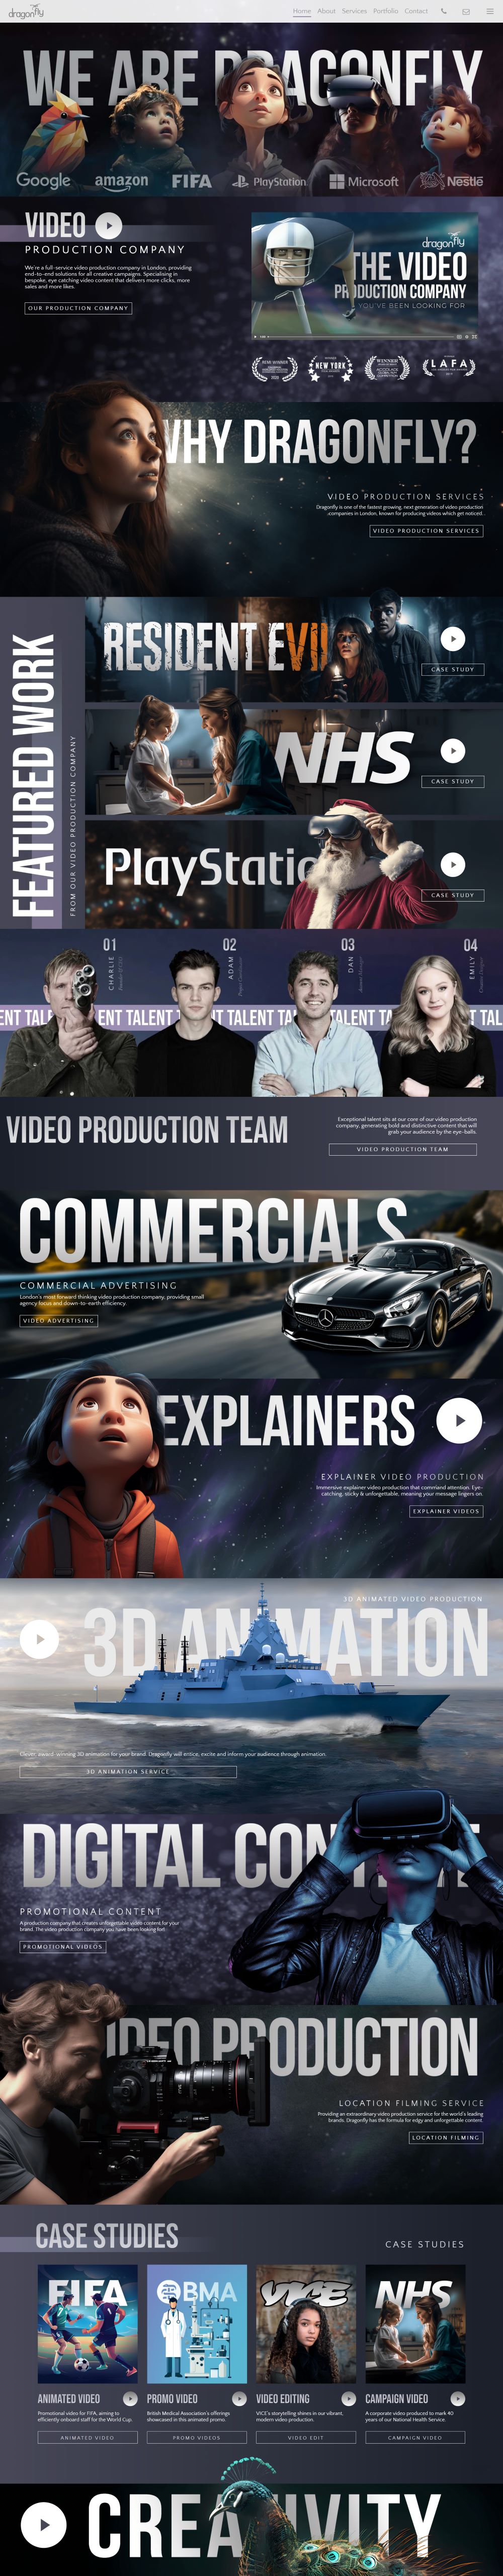 dragonfly
Home About Services Portfolio Contact
WE ARE DRAGONFLY
Google amazon FIFA PlayStation Microsoft Nestle
VIDEO
PRODUCTION COMPANY
We're a full-service video production company in London, providing
end-to-end solutions for all creative campaigns. Specialising in
bespoke, eye catching video content that delivers more clicks, more
sales and more likes.
OUR PRODUCTION COMPANY
dragonfly
THE VIDEO
PRODUCTION COMPANY
YOU'VE BEEN LOOKING FOR
WINNER
NEW YORK
WINNER
LAFA
WHY DRAGONFLY?
VIDEO PRODUCTION SERVICES
Dragonfly is one of the fastest growing, next generation of video production
companies in London, known for producing videos which get noticed.
VIDEO PRODUCTION SERVICES
FEATURED WORK
FROM OUR VIDEO PRODUCTION COMPANY
RESIDENT EVIL
CASE STUDY
NHS
CASE STUDY
PlayStatio
CASE STUDY
01 02 03 04
CHARLIE
ADAM
DAN
EMILY
ENT TALE ENT TALENT T TALENT TALENT T TAL
VIDEO PRODUCTION TEAM
Exceptional talent sits at our core of our video production
company, generating bold and distinctive content that will
grab your audience by the eye-balls.
VIDEO PRODUCTION TEAM
COMMERCIALS
COMMERCIAL ADVERTISING
London's most forward thinking video production company, providing small
agency focus and down-to-earth efficiency.
VIDEO ADVERTISING
EXPLAINERS
EXPLAINER VIDEO PRODUCTION
Immersive explainer video production that command attention. Eye-
catching, sticky & unforgettable, meaning your message lingers on.
EXPLAINER VIDEOS
3D ANIMATED VIDEO PRODUCTION
3D ANIMATION
Clever, award-winning 3D animation for your brand. Dragonfly will entice, excite and inform your audience through animation.
3D ANIMATION SERVICE
DIGITAL CONTENT
PROMOTIONAL CONTENT
A production company that creates unforgettable video content for your
brand. The video production company you have been looking for!
PROMOTIONAL VIDEOS
VIDEO PRODUCTION
LOCATION FILMING SERVICE
Providing an extraordinary video production service for the world's leading
brands. Dragonfly has the formula for edgy and unforgettable content.
LOCATION FILMING
CASE STUDIES
CASE STUDIES
FIFA
BMA
VICE
NHS
ANIMATED VIDEO
Promotional video for FIFA, aiming to
efficiently onboard staff for the World Cup.
ANIMATED VIDEO
PROMO VIDEO
British Medical Association's offerings
showcased in this animated promo.
PROMO VIDEOS
VIDEO EDITING
VICE's storytelling shines in our vibrant,
modern video production.
VIDEO EDIT
CAMPAIGN VIDEO
A corporate video produced to mark 40
years of our National Health Service.
CAMPAIGN VIDEO
CREATIVITY